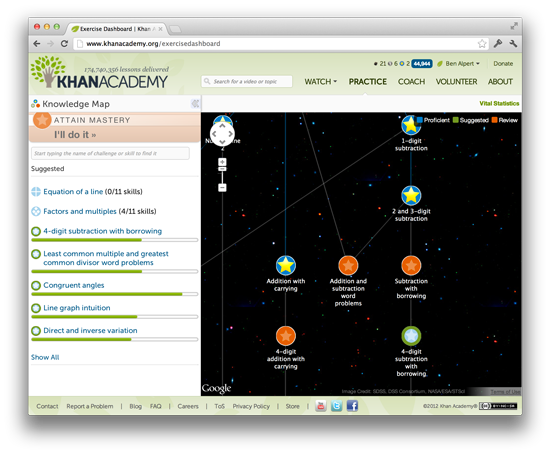 Exercise Dashboard | Khan A
www.khanacademy.org/exercisedashboard
174,740,356 lessons delivered
KHANACADEMY
21 6 2 44,944 Ben Alpert Donate
Search for a video or topic
WATCH PRACTICE COACH VOLUNTEER ABOUT
Knowledge Map
Vital Statistics
ATTAIN MASTERY
I'll do it »
Start typing the name of challenge or skill to find it
Suggested
Equation of a line (0/11 skills)
Factors and multiples (4/11 skills)
4-digit subtraction with borrowing
Least common multiple and greatest
common divisor word problems
Congruent angles
Line graph intuition
Direct and inverse variation
Show All
Proficient Suggested Review
1-digit
subtraction
2 and 3-digit
subtraction
Addition with
carrying
Addition and
subtraction
word
problems
Subtraction
with
borrowing
4-digit
addition with
carrying
4-digit
subtraction
with
borrowing
Google
Image Credit: SDSS, DSS Consortium, NASA/ESA/STScI
Terms of Use
Contact | Report a Problem | Blog FAQ | Careers | ToS Privacy Policy | Store |
You Tube
©2012 Khan Academy